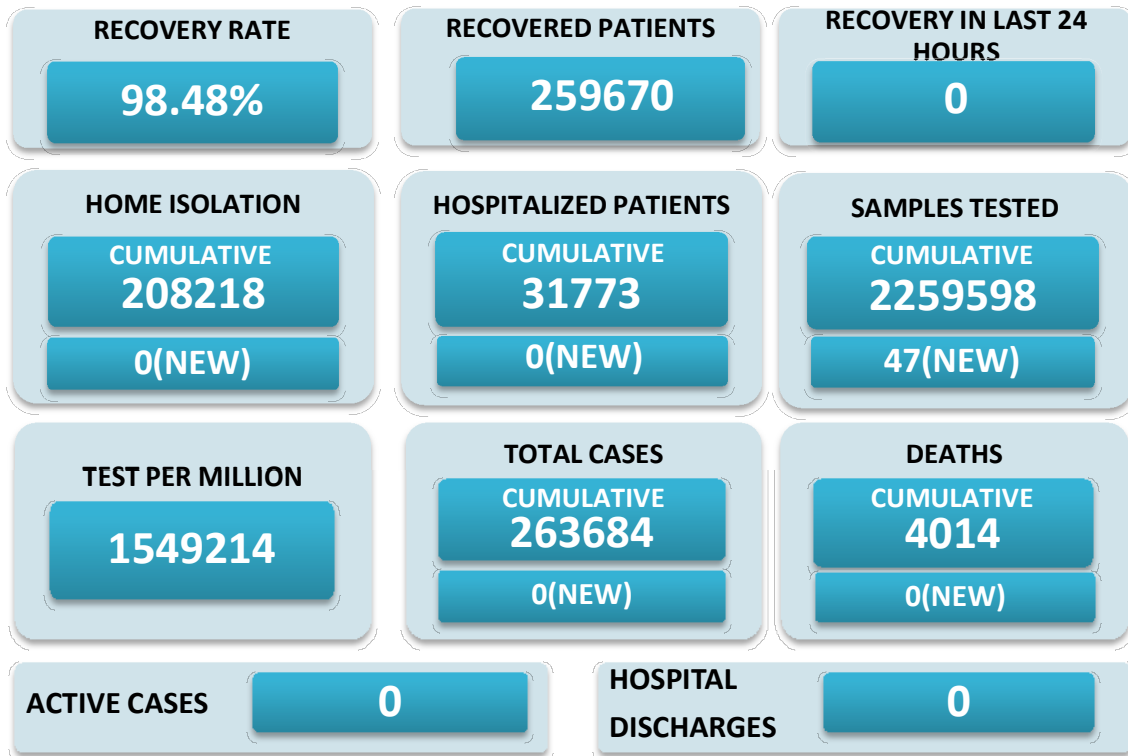 RECOVERY RATE
98.48%
RECOVERED PATIENTS
259670
RECOVERY IN LAST 24
HOURS
0
HOME ISOLATION
CUMULATIVE
208218
0(NEW)
HOSPITALIZED PATIENTS
CUMULATIVE
31773
0(NEW)
SAMPLES TESTED
CUMULATIVE
2259598
47(NEW)
TEST PER MILLION
1549214
TOTAL CASES
CUMULATIVE
263684
0(NEW)
DEATHS
CUMULATIVE
4014
0(NEW)
ACTIVE CASES
0
HOSPITAL
DISCHARGES
0